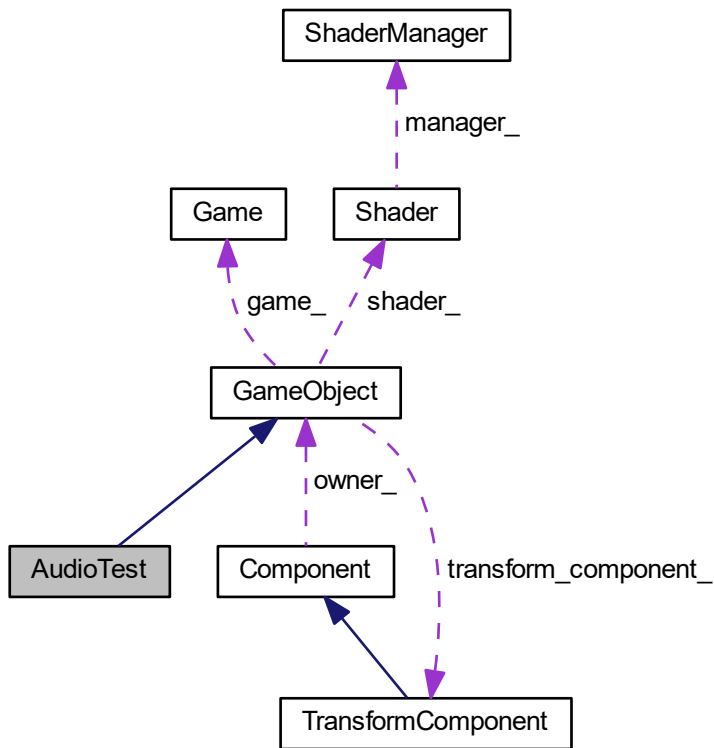 ShaderManager
manager_
Game
Shader
game_
shader_
GameObject
owner_
AudioTest
Component
transform_component_
TransformComponent